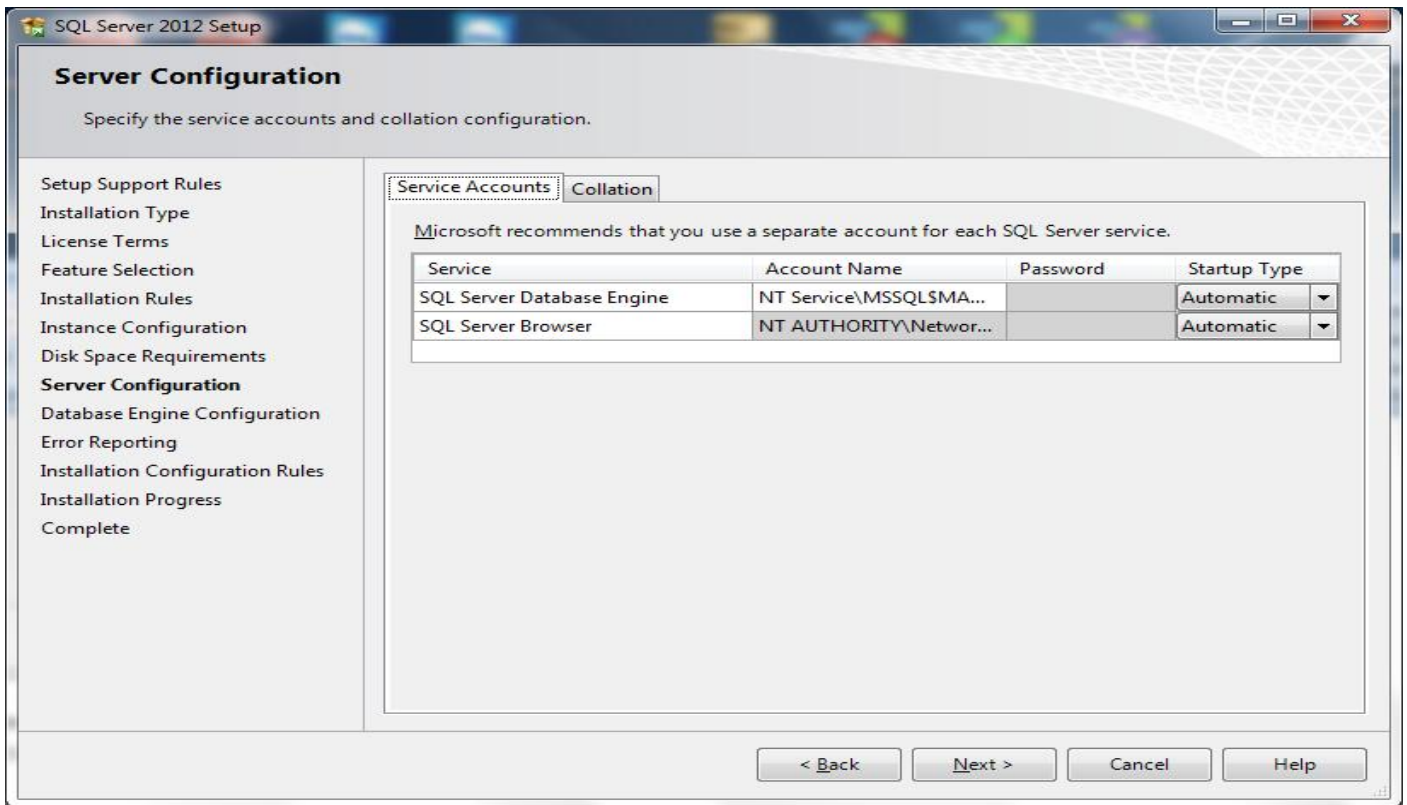 SQL Server 2012 Setup
Server Configuration
Specify the service accounts and collation configuration.
Setup Support Rules
Installation Type
License Terms
Feature Selection
Installation Rules
Instance Configuration
Disk Space Requirements
Server Configuration
Database Engine Configuration
Error Reporting
Installation Configuration Rules
Installation Progress
Complete
Service Accounts Collation
Microsoft recommends that you use a separate account for each SQL Server service.
Service Account Name Password Startup Type
SQL Server Database Engine NT Service\MSSQL$MA... Automatic
SQL Server Browser NT AUTHORITY\Networ... Automatic
< Back Next > Cancel Help